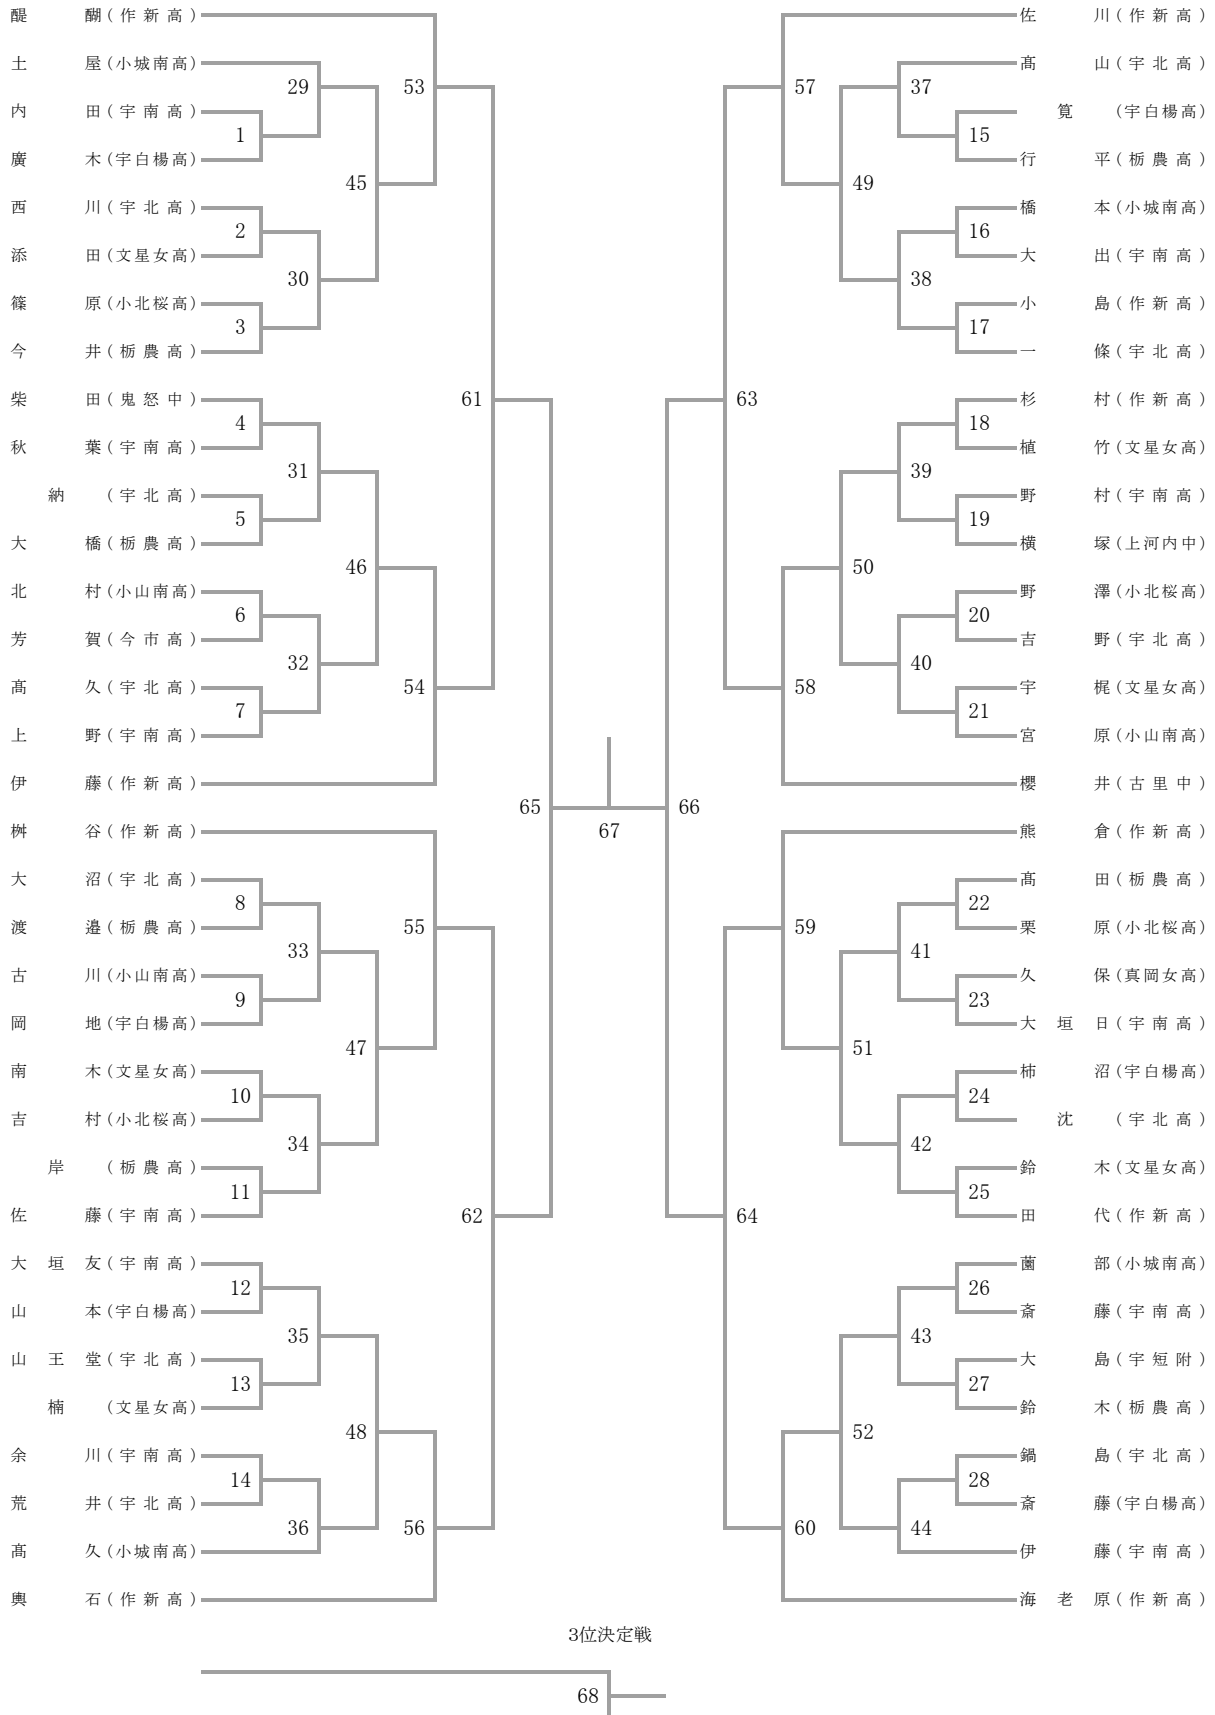 醍醐(作新高)
土屋(小城南高)
内田(宇南高)
廣木(宇白楊高)
西川(宇北高)
添田(文星女高)
篠原(小北桜高)
今井(栃農高)
柴田(鬼怒中)
秋葉(宇南高)
納(宇北高)
大橋(栃農高)
北村(小山南高)
芳賀(今市高)
髙久(宇北高)
上野(宇南高)
伊藤(作新高)
桝谷(作新高)
大沼(宇北高)
渡邉(栃農高)
古川(小山南高)
岡地(宇白楊高)
南木(文星女高)
吉村(小北桜高)
岸(栃農高)
佐藤(宇南高)
大垣友(宇南高)
山本(宇白楊高)
山王堂(宇北高)
楠(文星女高)
余川(宇南高)
荒井(宇北高)
髙久(小城南高)
輿石(作新高)
1
2
3
4
5
6
7
8
9
10
11
12
13
14
29
30
31
32
33
34
35
36
45
46
47
48
53
54
55
56
61
62
65
67
66
63
64
57
58
59
60
49
50
51
52
37
38
39
40
41
42
43
44
15
16
17
18
19
20
21
22
23
24
25
26
27
28
佐川(作新高)
髙山(宇北高)
筧(宇白楊高)
行平(栃農高)
橋本(小城南高)
大出(宇南高)
小島(作新高)
一條(宇北高)
杉村(作新高)
植竹(文星女高)
野村(宇南高)
横塚(上河内中)
野澤(小北桜高)
吉野(宇北高)
宇梶(文星女高)
宮原(小山南高)
櫻井(古里中)
熊倉(作新高)
髙田(栃農高)
栗原(小北桜高)
久保(真岡女高)
大垣日(宇南高)
柿沼(宇白楊高)
沈(宇北高)
鈴木(文星女高)
田代(作新高)
薗部(小城南高)
斎藤(宇南高)
大島(宇短附)
鈴木(栃農高)
鍋島(宇北高)
斎藤(宇白楊高)
伊藤(宇南高)
海老原(作新高)
3位決定戦
68